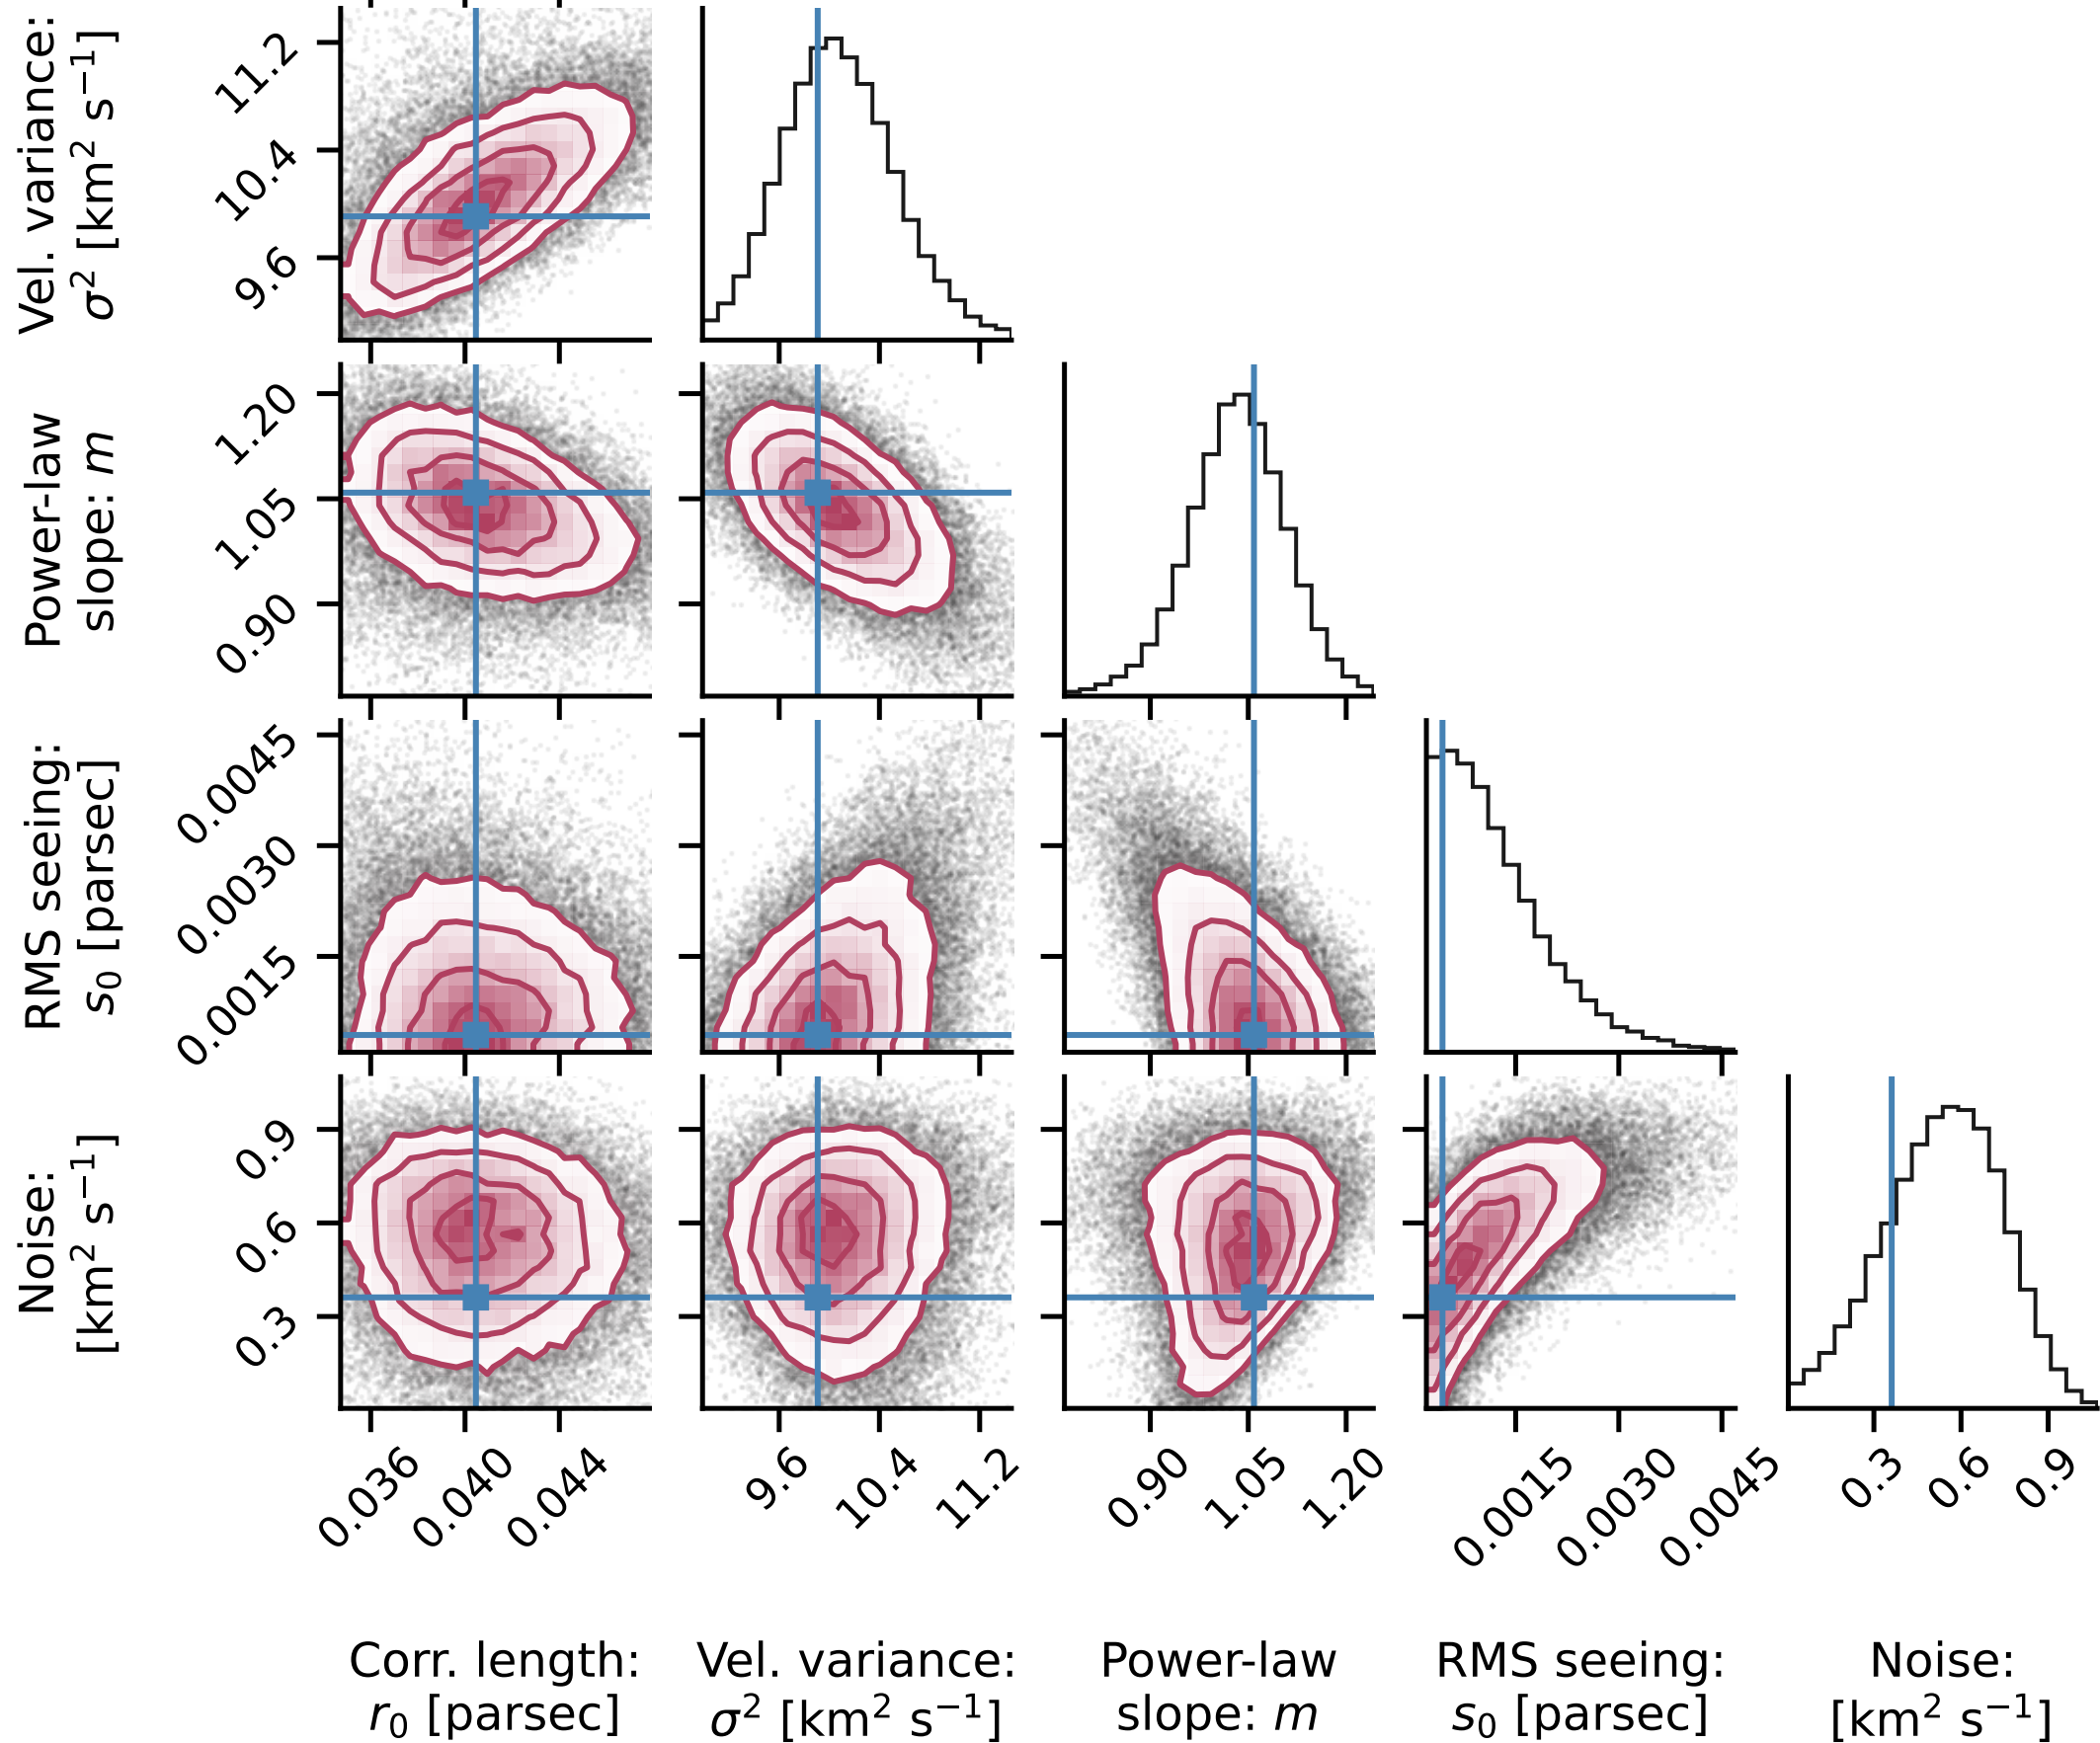 Vel. variance:
σ² [km² s⁻¹]
11.2
10.4
9.6
Power-law
slope: m
1.20
1.05
0.90
RMS seeing:
s₀ [parsec]
0.0045
0.0030
0.0015
Noise:
[km² s⁻¹]
0.9
0.6
0.3
0.036 0.040 0.044 9.6 10.4 11.2 0.90 1.05 1.20 0.0015 0.0030 0.0045 0.3 0.6 0.9
Corr. length:
r₀ [parsec]
Vel. variance:
σ² [km² s⁻¹]
Power-law
slope: m
RMS seeing:
s₀ [parsec]
Noise:
[km² s⁻¹]